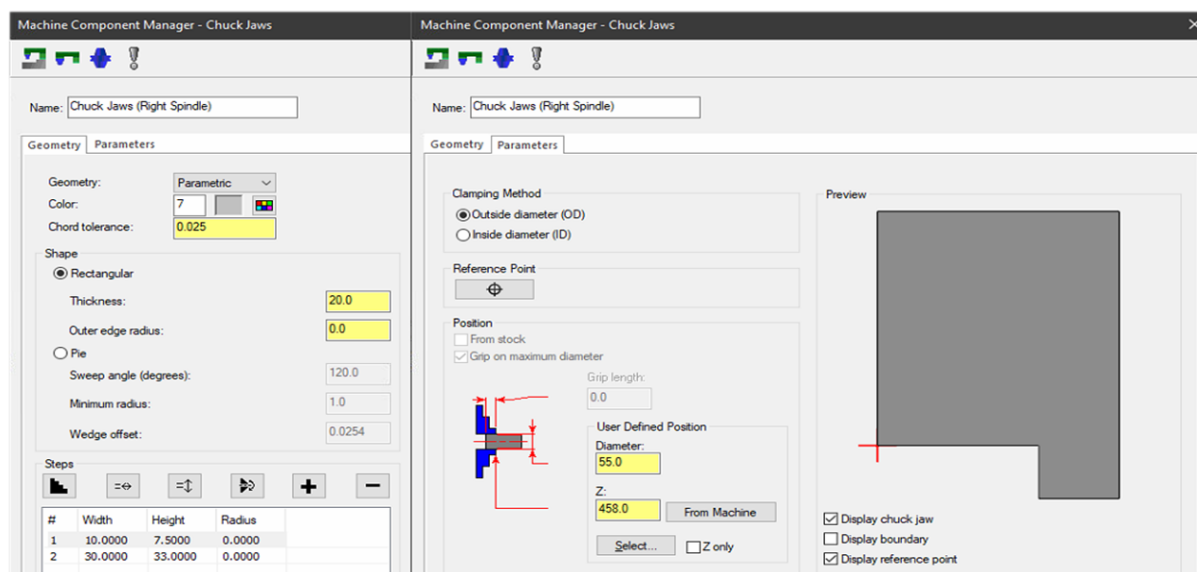 Machine Component Manager - Chuck Jaws
Name: Chuck Jaws (Right Spindle)
Geometry Parameters
Geometry: Parametric
Color: 7
Chord tolerance: 0.025
Shape
Rectangular
Thickness: 20.0
Outer edge radius: 0.0
Pie
Sweep angle (degrees): 120.0
Minimum radius: 1.0
Wedge offset: 0.0254
Steps
# Width Height Radius
1 10.0000 7.5000 0.0000
2 30.0000 33.0000 0.0000
Machine Component Manager - Chuck Jaws
Name: Chuck Jaws (Right Spindle)
Geometry Parameters
Clamping Method
Outside diameter (OD)
Inside diameter (ID)
Reference Point
Position
From stock
Grip on maximum diameter
Grip length:
0.0
User Defined Position
Diameter:
55.0
Z:
458.0 From Machine
Select... Z only
Preview
Display chuck jaw
Display boundary
Display reference point